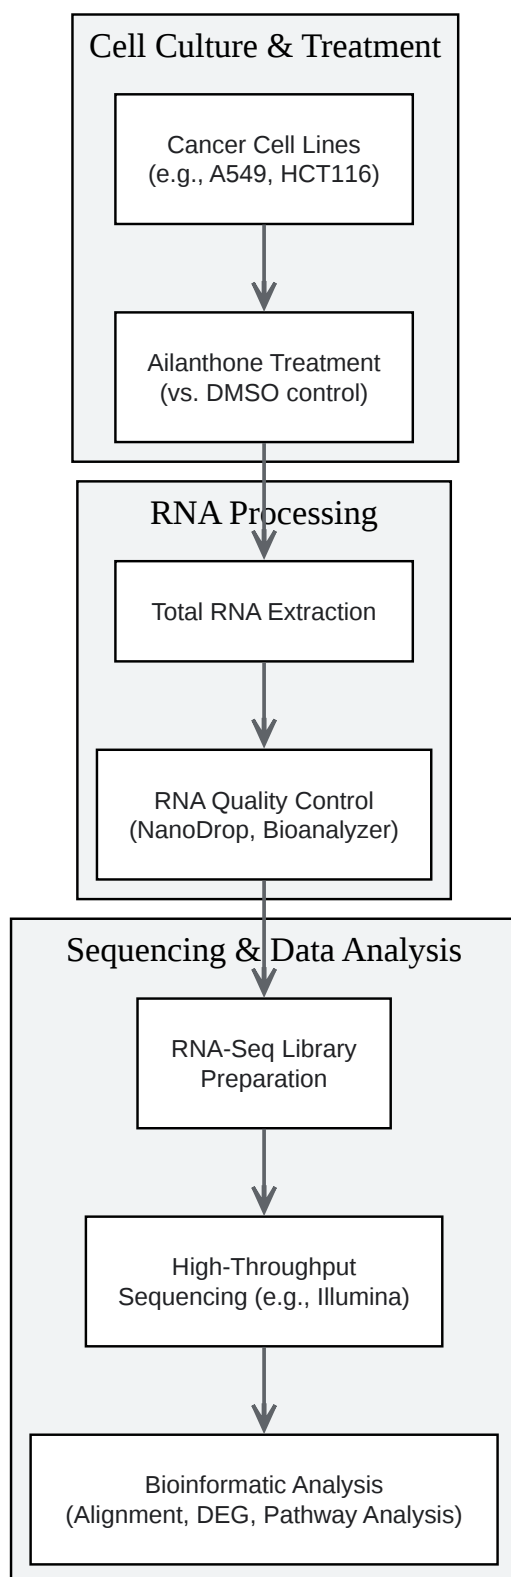 Cell Culture & Treatment
Cancer Cell Lines
(e.g., A549, HCT116)
Ailanthone Treatment
(vs. DMSO control)
RNA Processing
Total RNA Extraction
RNA Quality Control
(NanoDrop, Bioanalyzer)
Sequencing & Data Analysis
RNA-Seq Library
Preparation
High-Throughput
Sequencing (e.g., Illumina)
Bioinformatic Analysis
(Alignment, DEG, Pathway Analysis)